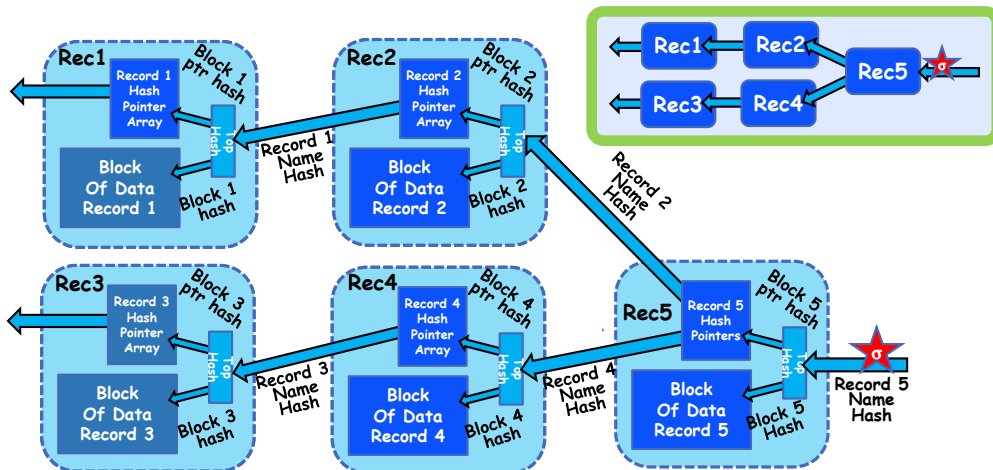 Rec1
Block 1
ptr hash
Record 1
Hash
Pointer
Array
Top
Hash
Block
Of Data
Record 1
Block 1
hash
Record 1
Name
Hash
Rec2
Block 2
ptr hash
Record 2
Hash
Pointer
Array
Top
Hash
Block
Of Data
Record 2
Block 2
hash
Record 2
Name
Hash
Rec1
Rec2
Rec5
σ
Rec3
Rec4
Rec3
Block 3
ptr hash
Record 3
Hash
Pointer
Array
Top
Hash
Block
Of Data
Record 3
Block 3
hash
Record 3
Name
Hash
Rec4
Block 4
ptr hash
Record 4
Hash
Pointer
Array
Top
Hash
Block
Of Data
Record 4
Block 4
hash
Record 4
Name
Hash
Rec5
Block 5
ptr hash
Record 5
Hash
Pointers
Top
Hash
Block
Of Data
Record 5
Block 5
Hash
σ
Record 5
Name
Hash